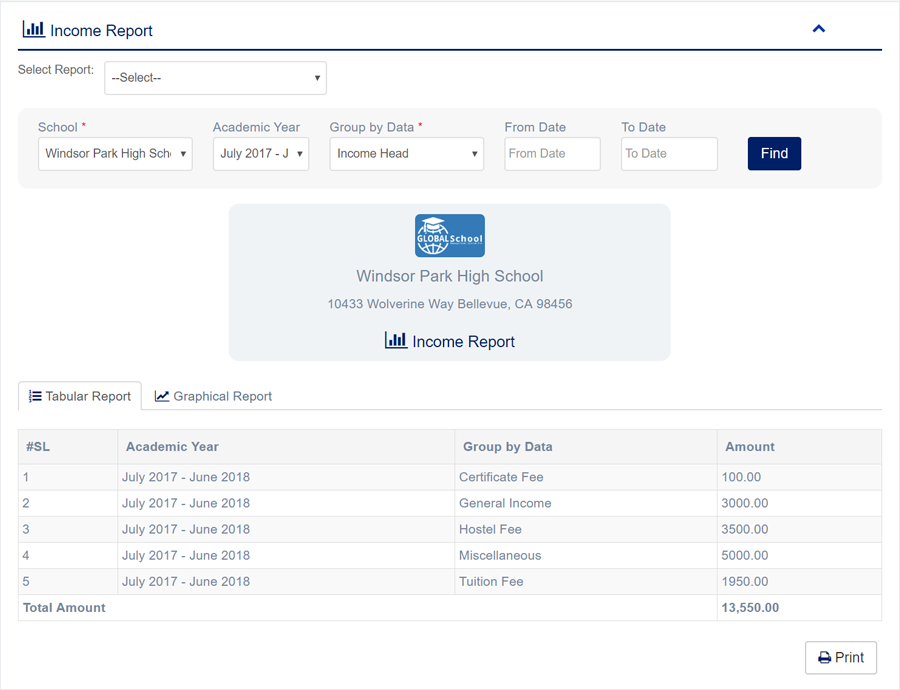 Income Report
Select Report: --Select--
School * Academic Year Group by Data * From Date To Date
Windsor Park High Sch July 2017 - J Income Head From Date To Date Find
GLOBAL School
Windsor Park High School
10433 Wolverine Way Bellevue, CA 98456
Income Report
Tabular Report Graphical Report
#SL Academic Year Group by Data Amount
1 July 2017 - June 2018 Certificate Fee 100.00
2 July 2017 - June 2018 General Income 3000.00
3 July 2017 - June 2018 Hostel Fee 3500.00
4 July 2017 - June 2018 Miscellaneous 5000.00
5 July 2017 - June 2018 Tuition Fee 1950.00
Total Amount 13,550.00
Print